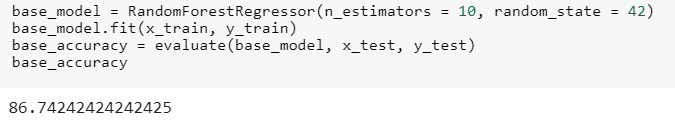 base_model = RandomForestRegressor(n_estimators = 10, random_state = 42)
base_model.fit(x_train, y_train)
base_accuracy = evaluate(base_model, x_test, y_test)
base_accuracy
86.74242424242425